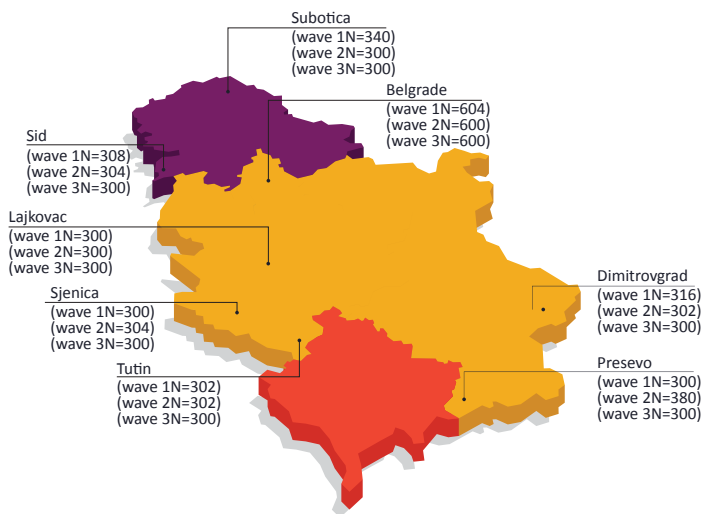 Subotica
(wave 1N=340)
(wave 2N=300)
(wave 3N=300)
Belgrade
(wave 1N=604)
(wave 2N=600)
(wave 3N=600)
Sid
(wave 1N=308)
(wave 2N=304)
(wave 3N=300)
Lajkovac
(wave 1N=300)
(wave 2N=300)
(wave 3N=300)
Dimitrovgrad
(wave 1N=316)
(wave 2N=302)
(wave 3N=300)
Sjenica
(wave 1N=300)
(wave 2N=304)
(wave 3N=300)
Tutin
(wave 1N=302)
(wave 2N=302)
(wave 3N=300)
Presevo
(wave 1N=300)
(wave 2N=380)
(wave 3N=300)